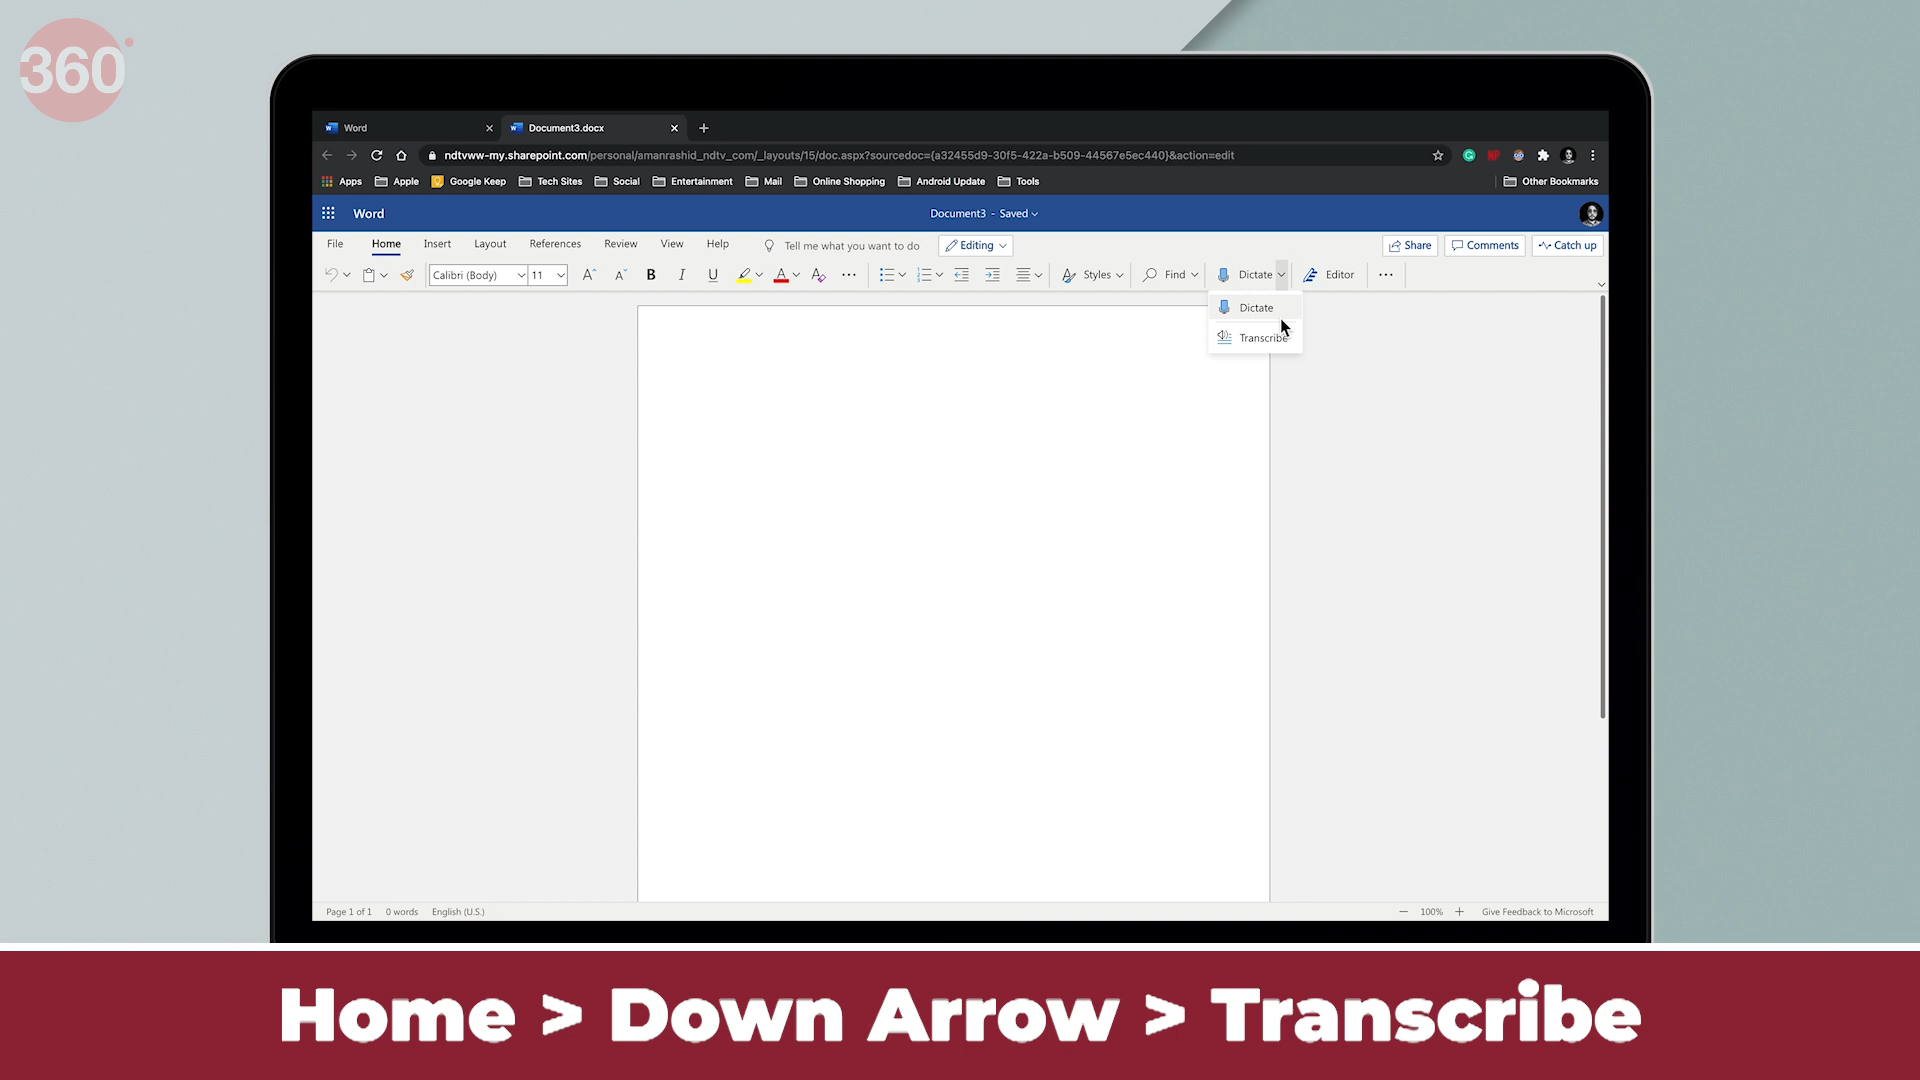 360
Word
Document3.docx
ndtvww-my.sharepoint.com/personal/amanrashid_ndtv_com/_layouts/15/doc.aspx?sourcedoc={a32455d9-30f5-422a-b509-44567e5ec440}&action=edit
Apps Apple Google Keep Tech Sites Social Entertainment Mail Online Shopping Android Update Tools Other Bookmarks
Word Document3 - Saved
File Home Insert Layout References Review View Help Tell me what you want to do Editing Share Comments Catch up
Calibri (Body) 11 A A B I U A A Styles Find Dictate Editor
Dictate
Transcribe
Page 1 of 1 0 words English (U.S.) 100% Give Feedback to Microsoft
Home > Down Arrow > Transcribe